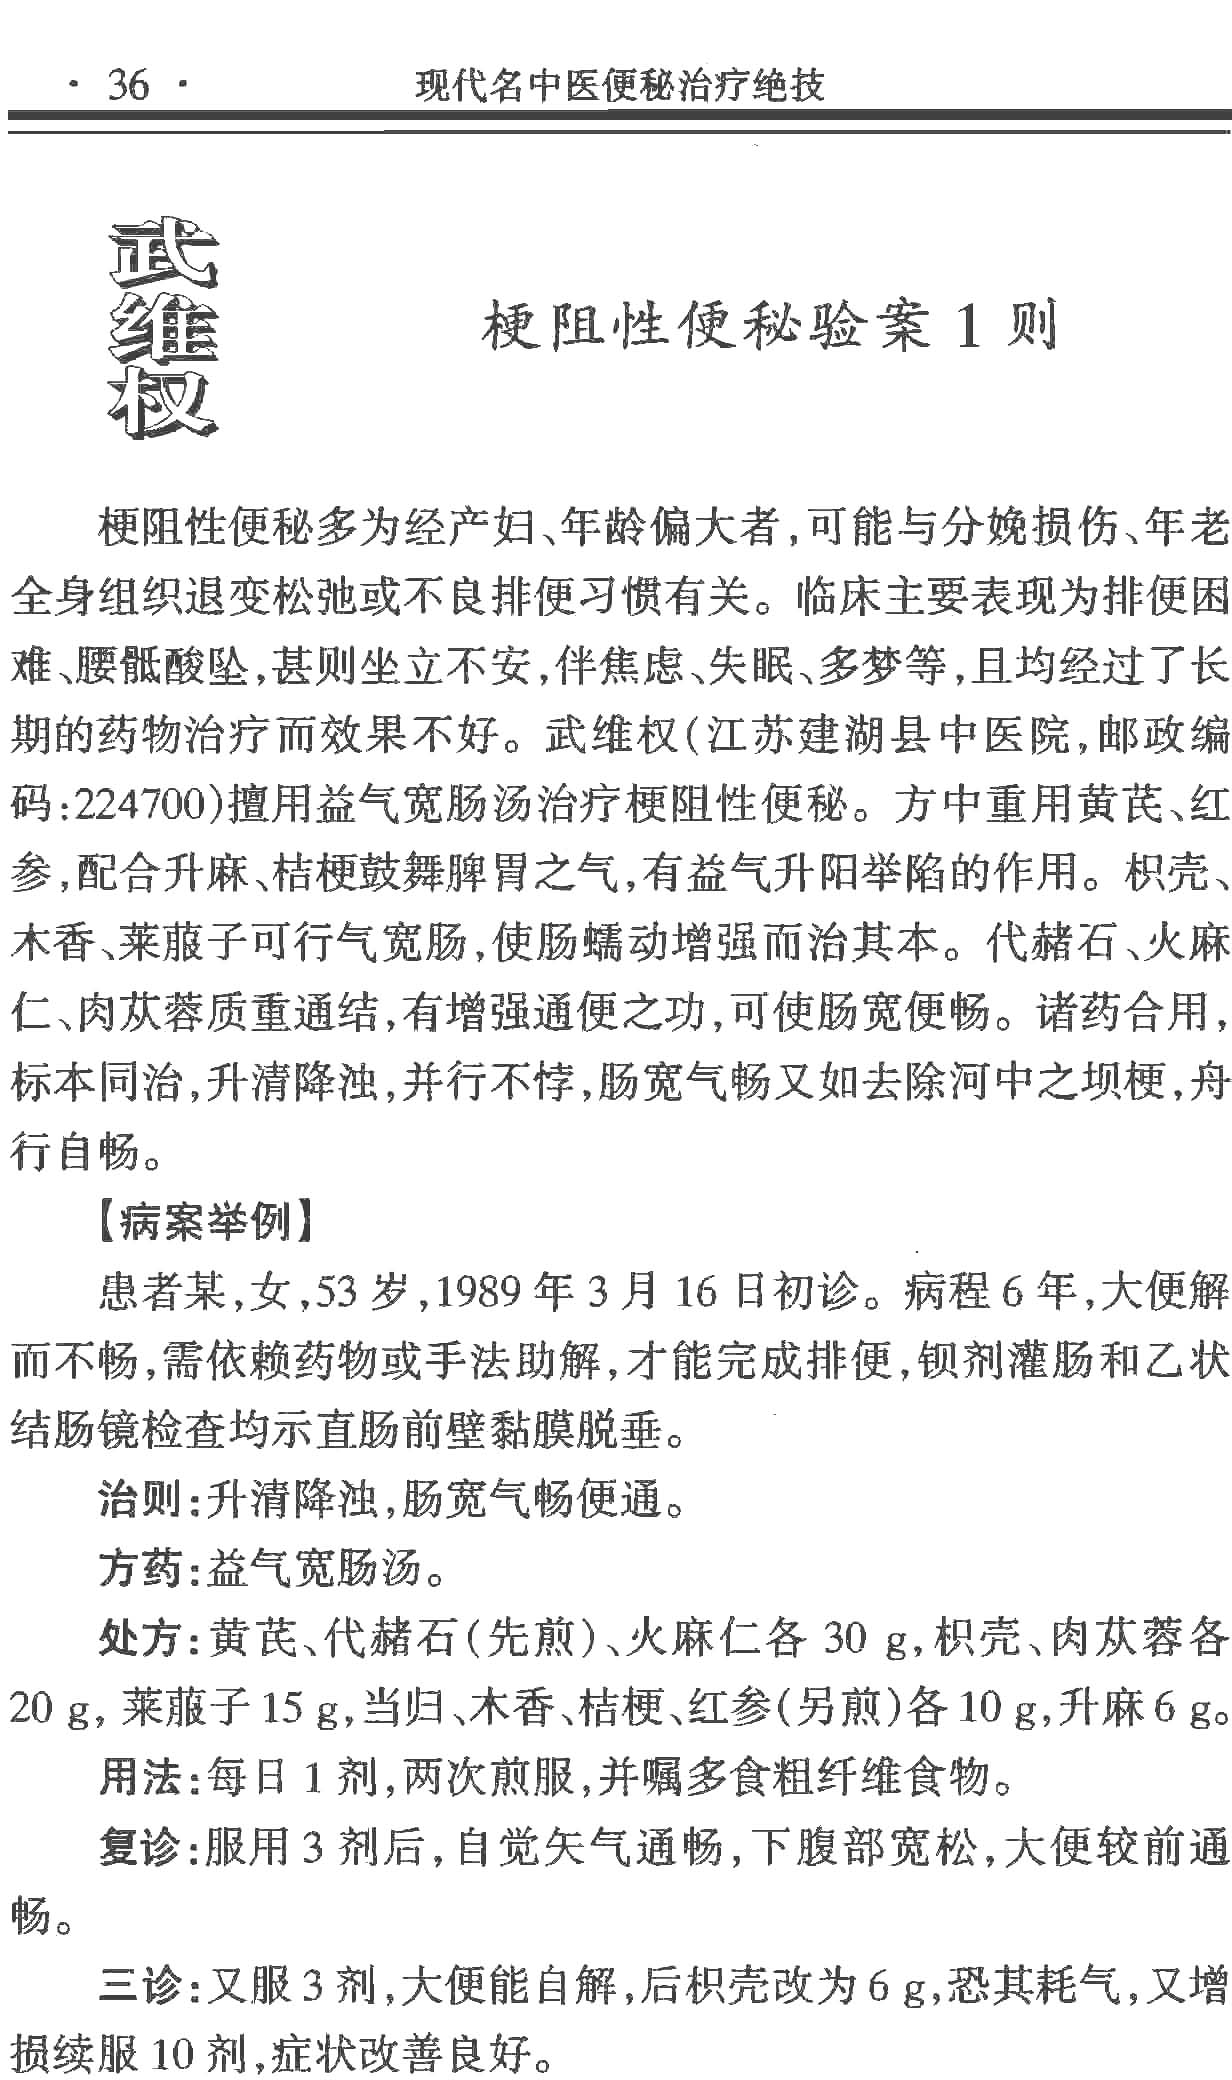 · 36 ·
现代名中医便秘治疗绝技
武维权
梗阻性便秘验案 1 则
梗阻性便秘多为经产妇、年龄偏大者,可能与分娩损伤、年老
全身组织退变松弛或不良排便习惯有关。临床主要表现为排便困
难、腰骶酸坠,甚则坐立不安,伴焦虑、失眠、多梦等,且均经过了长
期的药物治疗而效果不好。武维权(江苏建湖县中医院,邮政编
码:224700)擅用益气宽肠汤治疗梗阻性便秘。方中重用黄芪、红
参,配合升麻、桔梗鼓舞脾胃之气,有益气升阳举陷的作用。枳壳、
木香、莱菔子可行气宽肠,使肠蠕动增强而治其本。代赭石、火麻
仁、肉苁蓉质重通结,有增强通便之功,可使肠宽便畅。诸药合用,
标本同治,升清降浊,并行不悖,肠宽气畅又如去除河中之坝梗,舟
行自畅。
【病案举例】
患者某,女,53 岁,1989 年 3 月 16 日初诊。病程 6 年,大便解
而不畅,需依赖药物或手法助解,才能完成排便,钡剂灌肠和乙状
结肠镜检查均示直肠前壁黏膜脱垂。
治则:升清降浊,肠宽气畅便通。
方药:益气宽肠汤。
处方:黄芪、代赭石(先煎)、火麻仁各 30 g,枳壳、肉苁蓉各
20 g, 莱菔子 15 g,当归、木香、桔梗、红参(另煎)各 10 g,升麻 6 g。
用法:每日 1 剂,两次煎服,并嘱多食粗纤维食物。
复诊:服用 3 剂后,自觉矢气通畅,下腹部宽松,大便较前通
畅。
三诊:又服 3 剂,大便能自解,后枳壳改为 6 g,恐其耗气,又增
损续服 10 剂,症状改善良好。